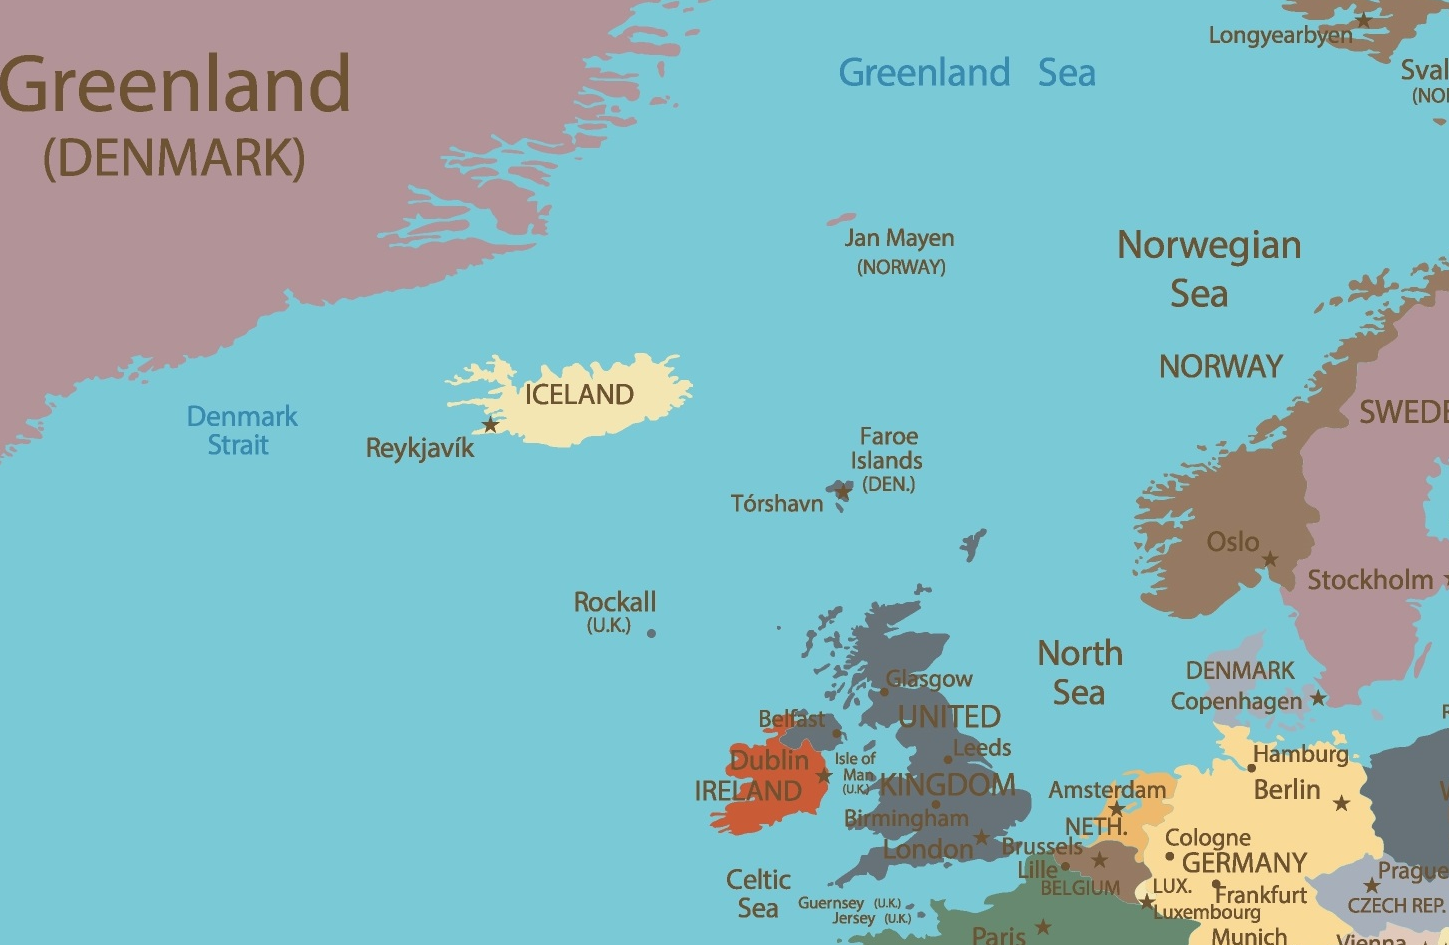 Greenland
(DENMARK)
Greenland Sea
Longyearbyen
Jan Mayen
(NORWAY)
Norwegian
Sea
NORWAY
Denmark
Strait
ICELAND
Reykjavík
Faroe
Islands
(DEN.)
Tórshavn
Oslo
Stockholm
Rockall
(U.K.)
North
Sea
DENMARK
Copenhagen
Glasgow
UNITED
KINGDOM
Belfast
Leeds
Isle of
Man
(U.K.)
Dublin
IRELAND
Birmingham
London
Hamburg
Berlin
Amsterdam
NETH.
Brussels
Lille
BELGIUM
Cologne
GERMANY
LUX.
Frankfurt
Luxembourg
Prague
CZECH REP.
Celtic
Sea
Guernsey (U.K.)
Jersey (U.K.)
Paris
Munich
Vienna